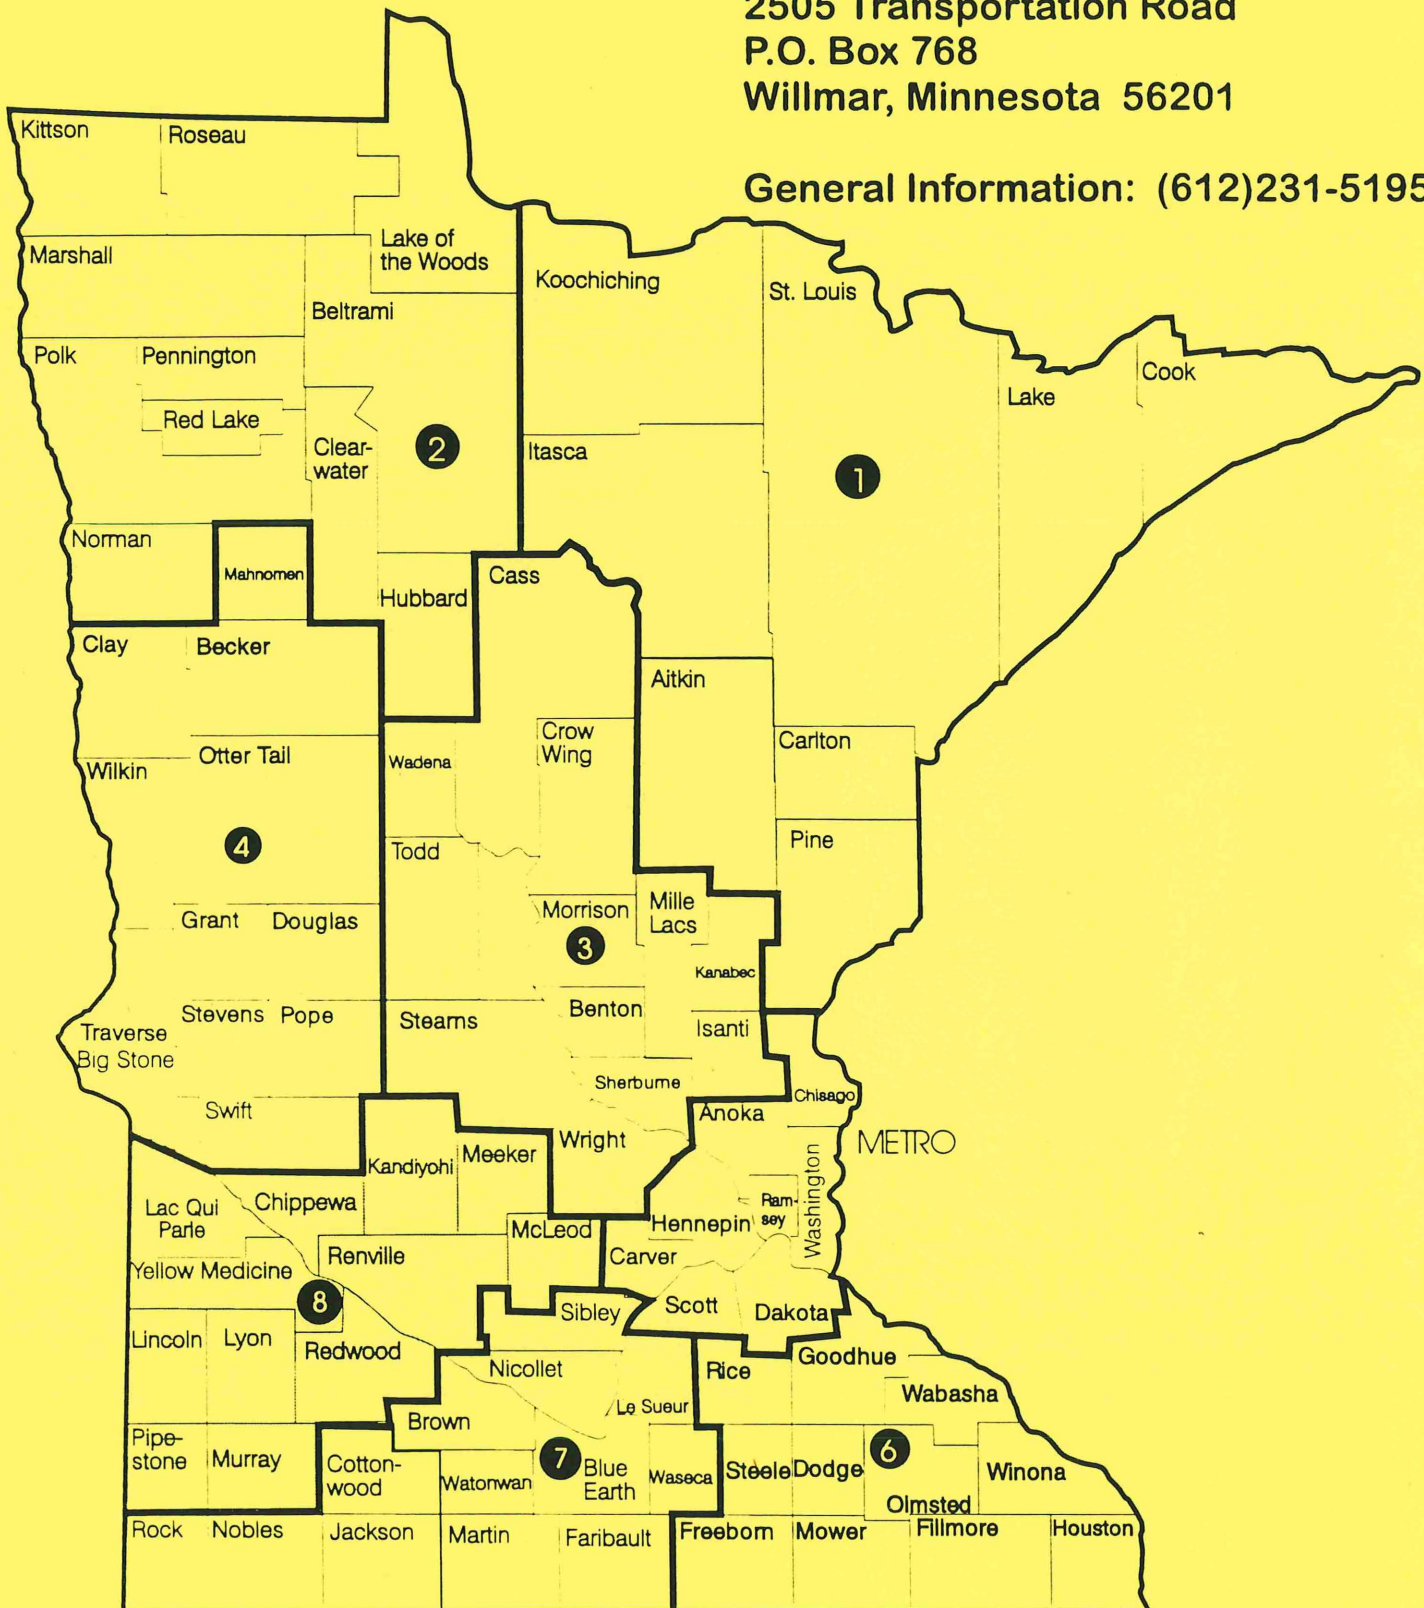 2505 Transportation Road
P.O. Box 768
Willmar, Minnesota 56201
General Information: (612)231-5195
Kittson
Roseau
Lake of
the Woods
Marshall
Koochiching
St. Louis
Beltrami
Polk
Pennington
Cook
Lake
Red Lake
Clear-
water
2
Itasca
1
Norman
Mahnomen
Cass
Hubbard
Clay
Becker
Aitkin
Crow
Wing
Carlton
Otter Tail
Wadena
Wilkin
4
Todd
Pine
Grant
Douglas
Morrison
Mille
Lacs
3
Kanabec
Stevens
Pope
Stearns
Benton
Isanti
Traverse
Big Stone
Sherburne
Chisago
Swift
Anoka
METRO
Wright
Kandiyohi
Meeker
Washington
Lac Qui
Parle
Chippewa
Ram-
sey
McLeod
Hennepin
Renville
Carver
Yellow Medicine
8
Sibley
Scott
Dakota
Lincoln
Lyon
Redwood
Nicollet
Rice
Goodhue
Wabasha
Le Sueur
Brown
Pipe-
stone
Murray
Cotton-
wood
Watonwan
7
Blue
Earth
Waseca
Steele
Dodge
6
Winona
Olmsted
Rock
Nobles
Jackson
Martin
Faribault
Freeborn
Mower
Fillmore
Houston